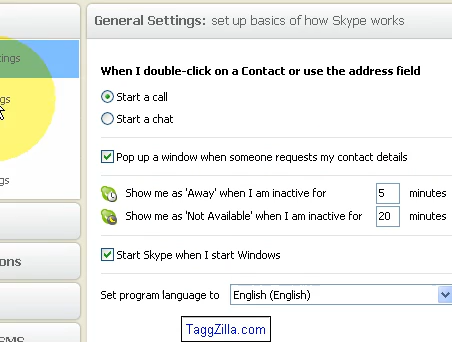 General Settings: set up basics of how Skype works
When I double-click on a Contact or use the address field
Start a call
Start a chat
Pop up a window when someone requests my contact details
Show me as 'Away' when I am inactive for 5 minutes
Show me as 'Not Available' when I am inactive for 20 minutes
Start Skype when I start Windows
Set program language to English (English)
TaggZilla.com